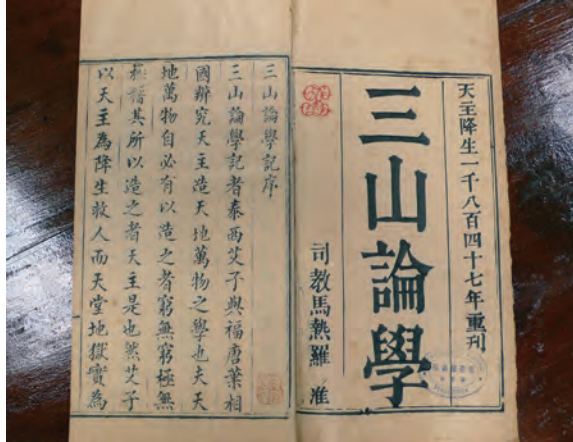 天主降生一千八百四十七年重刊
三山論學
司教馬熱羅 准
三山論學記序
三山論學記者泰西艾子與福唐葉相
國辨究天主造天地萬物之學也夫天
地萬物自必有以造之者窮無窮極無
極譜其所以造之者天主是也然艾子
以天主為降生救人而天堂地獄實為